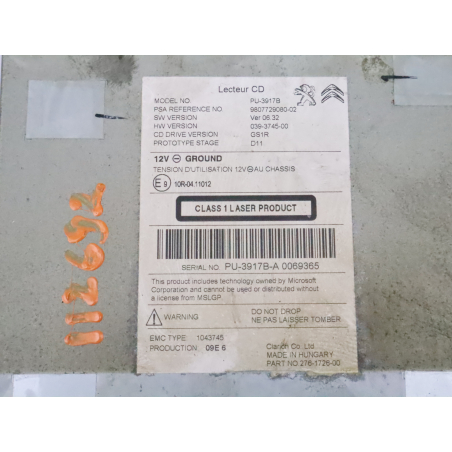 Lecteur CD
MODEL NO. PU-3917B
PSA REFERENCE NO. 9807729080-02
SW VERSION Ver 06.32
HW VERSION 039-3745-00
CD DRIVE VERSION GS1R
PROTOTYPE STAGE D11
12V ⊖ GROUND
TENSION D'UTILISATION 12V⊖AU CHASSIS
E9 10R-04.11012
CLASS 1 LASER PRODUCT
SERIAL NO. PU-3917B-A 0069365
This product includes technology owned by Microsoft
Corporation and cannot be used or distributed without
a license from MSLGP.
WARNING DO NOT DROP
NE PAS LAISSER TOMBER
EMC TYPE: 1043745
PRODUCTION: 09E 6
Clarion Co.,Ltd.
MADE IN HUNGARY
PART NO.276-1726-00
112692.